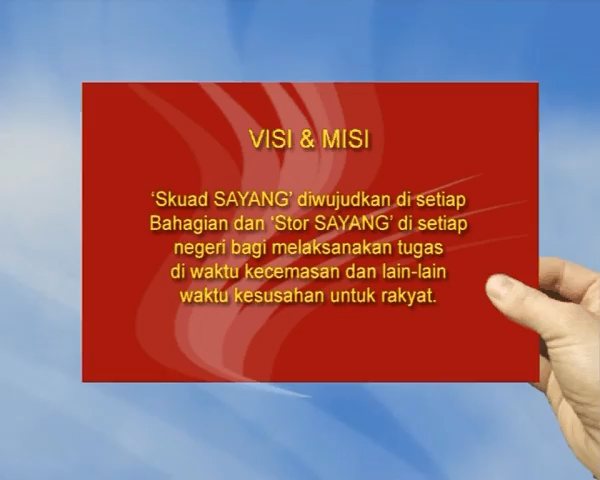 VISI & MISI
‘Skuad SAYANG’ diwujudkan di setiap
Bahagian dan ‘Stor SAYANG’ di setiap
negeri bagi melaksanakan tugas
di waktu kecemasan dan lain-lain
waktu kesusahan untuk rakyat.